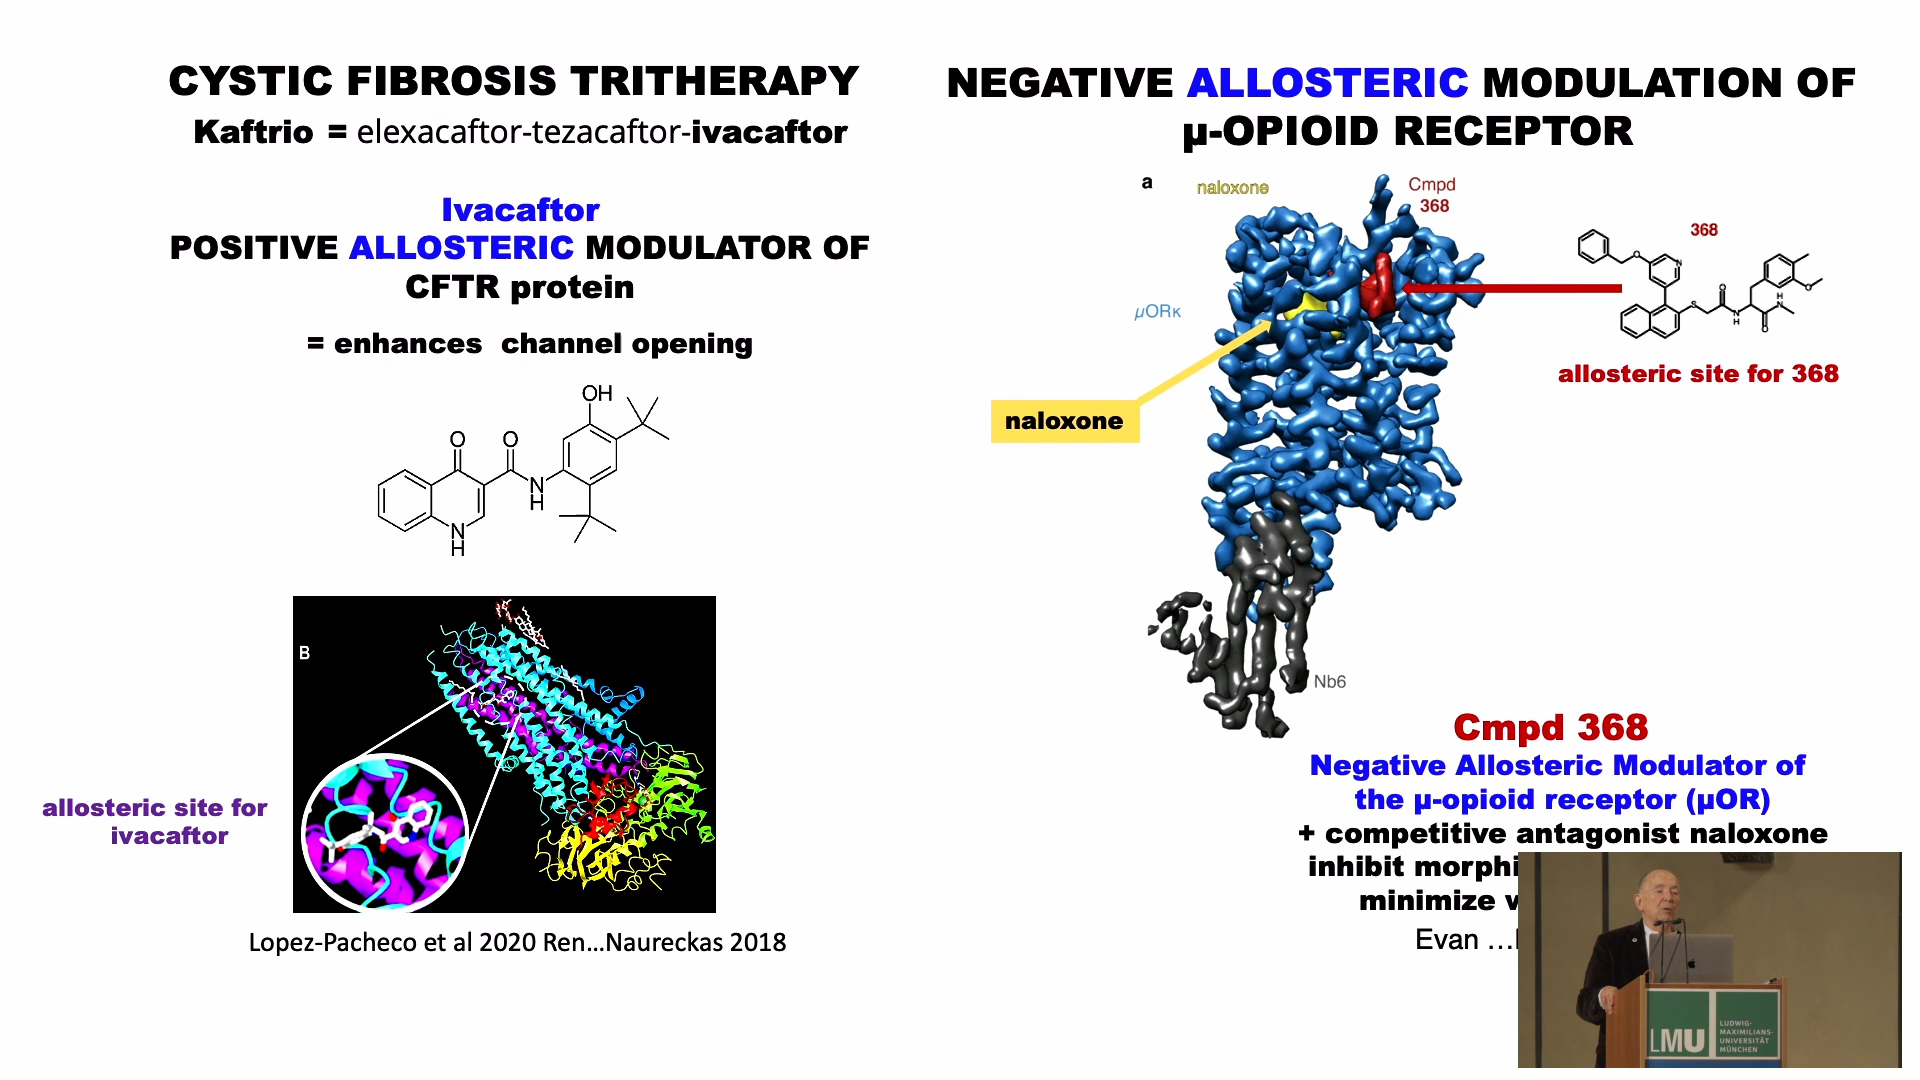 CYSTIC FIBROSIS TRITHERAPY
Kaftrio = elexacaftor-tezacaftor-ivacaftor
Ivacaftor
POSITIVE ALLOSTERIC MODULATOR OF
CFTR protein
= enhances channel opening
OH
O
O
N
H
N
H
B
allosteric site for
ivacaftor
Lopez-Pacheco et al 2020 Ren...Naureckas 2018
NEGATIVE ALLOSTERIC MODULATION OF
µ-OPIOID RECEPTOR
a
naloxone
Cmpd
368
368
O
N
S
O
N
H
O
H
N
O
µORκ
allosteric site for 368
naloxone
Nb6
Cmpd 368
Negative Allosteric Modulator of
the µ-opioid receptor (µOR)
+ competitive antagonist naloxone
inhibit morphi
minimize
Evan ...
LMU
LUDWIG-
MAXIMILIANS-
UNIVERSITÄT
MÜNCHEN